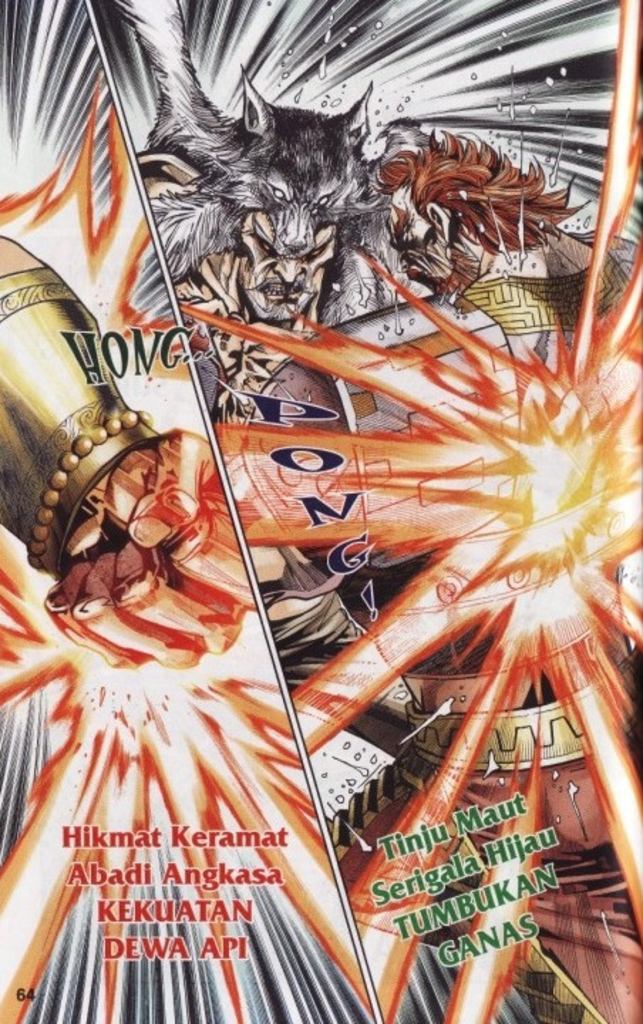 HONG...
PONG!
Hikmat Keramat
Abadi Angkasa
KEKUATAN
DEWA API
Tinju Maut
Serigala Hijau
TUMBUKAN
GANAS
64